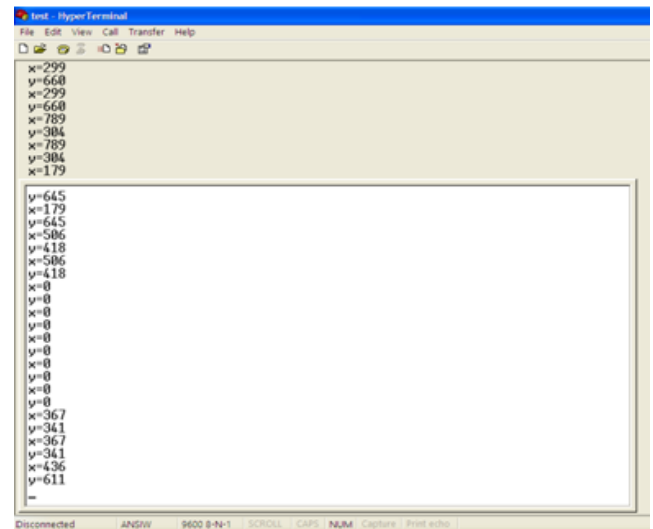 test - HyperTerminal
File Edit View Call Transfer Help
x=299
y=660
x=299
y=660
x=789
y=304
x=789
y=304
x=179
y=645
x=179
y=645
x=506
y=418
x=506
y=418
x=0
y=0
x=0
y=0
x=0
y=0
x=0
y=0
x=0
y=0
x=367
y=341
x=367
y=341
x=436
y=611
_
Disconnected ANSIW 9600 8-N-1 SCROLL CAPS NUM Capture Print echo